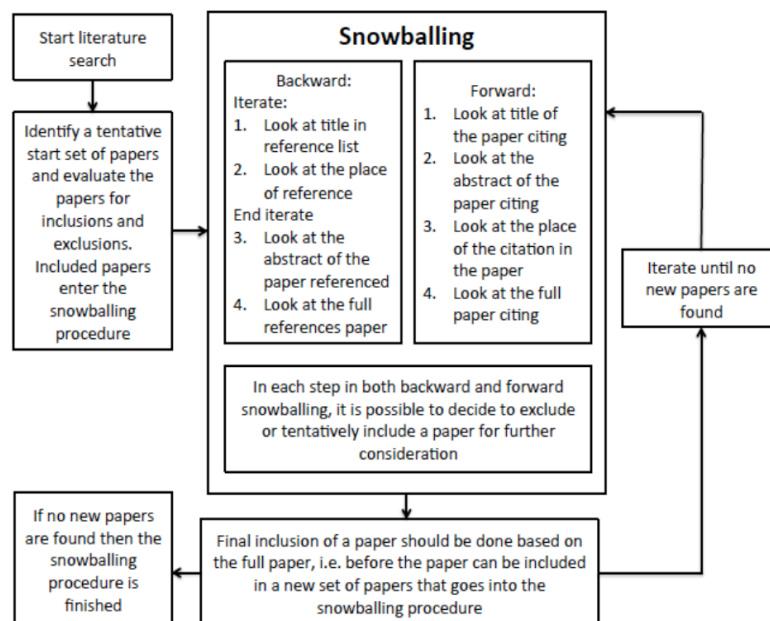 Start literature
search
Identify a tentative
start set of papers
and evaluate the
papers for
inclusions and
exclusions.
Included papers
enter the
snowballing
procedure
Snowballing
Backward:
Iterate:
1. Look at title in
reference list
2. Look at the place
of reference
End iterate
3. Look at the
abstract of the
paper referenced
4. Look at the full
references paper
Forward:
1. Look at title of
the paper citing
2. Look at the
abstract of the
paper citing
3. Look at the place
of the citation in
the paper
4. Look at the full
paper citing
In each step in both backward and forward
snowballing, it is possible to decide to exclude
or tentatively include a paper for further
consideration
Iterate until no
new papers are
found
If no new papers
are found then the
snowballing
procedure is
finished
Final inclusion of a paper should be done based on
the full paper, i.e. before the paper can be included
in a new set of papers that goes into the
snowballing procedure